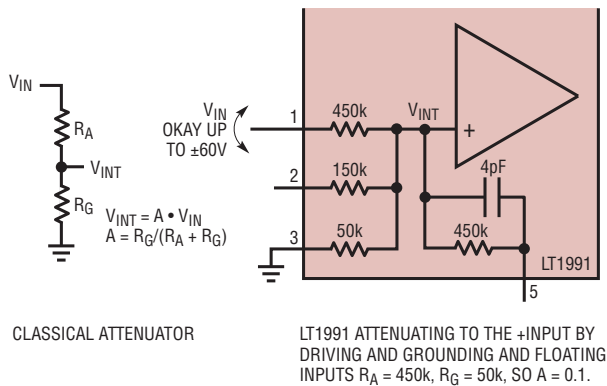 V_IN
R_A
V_INT
R_G
V_INT = A • V_IN
A = R_G/(R_A + R_G)
CLASSICAL ATTENUATOR
V_IN
OKAY UP
TO ±60V
1
450k
V_INT
+
2
150k
4pF
3
50k
450k
LT1991
5
LT1991 ATTENUATING TO THE +INPUT BY
DRIVING AND GROUNDING AND FLOATING
INPUTS R_A = 450k, R_G = 50k, SO A = 0.1.